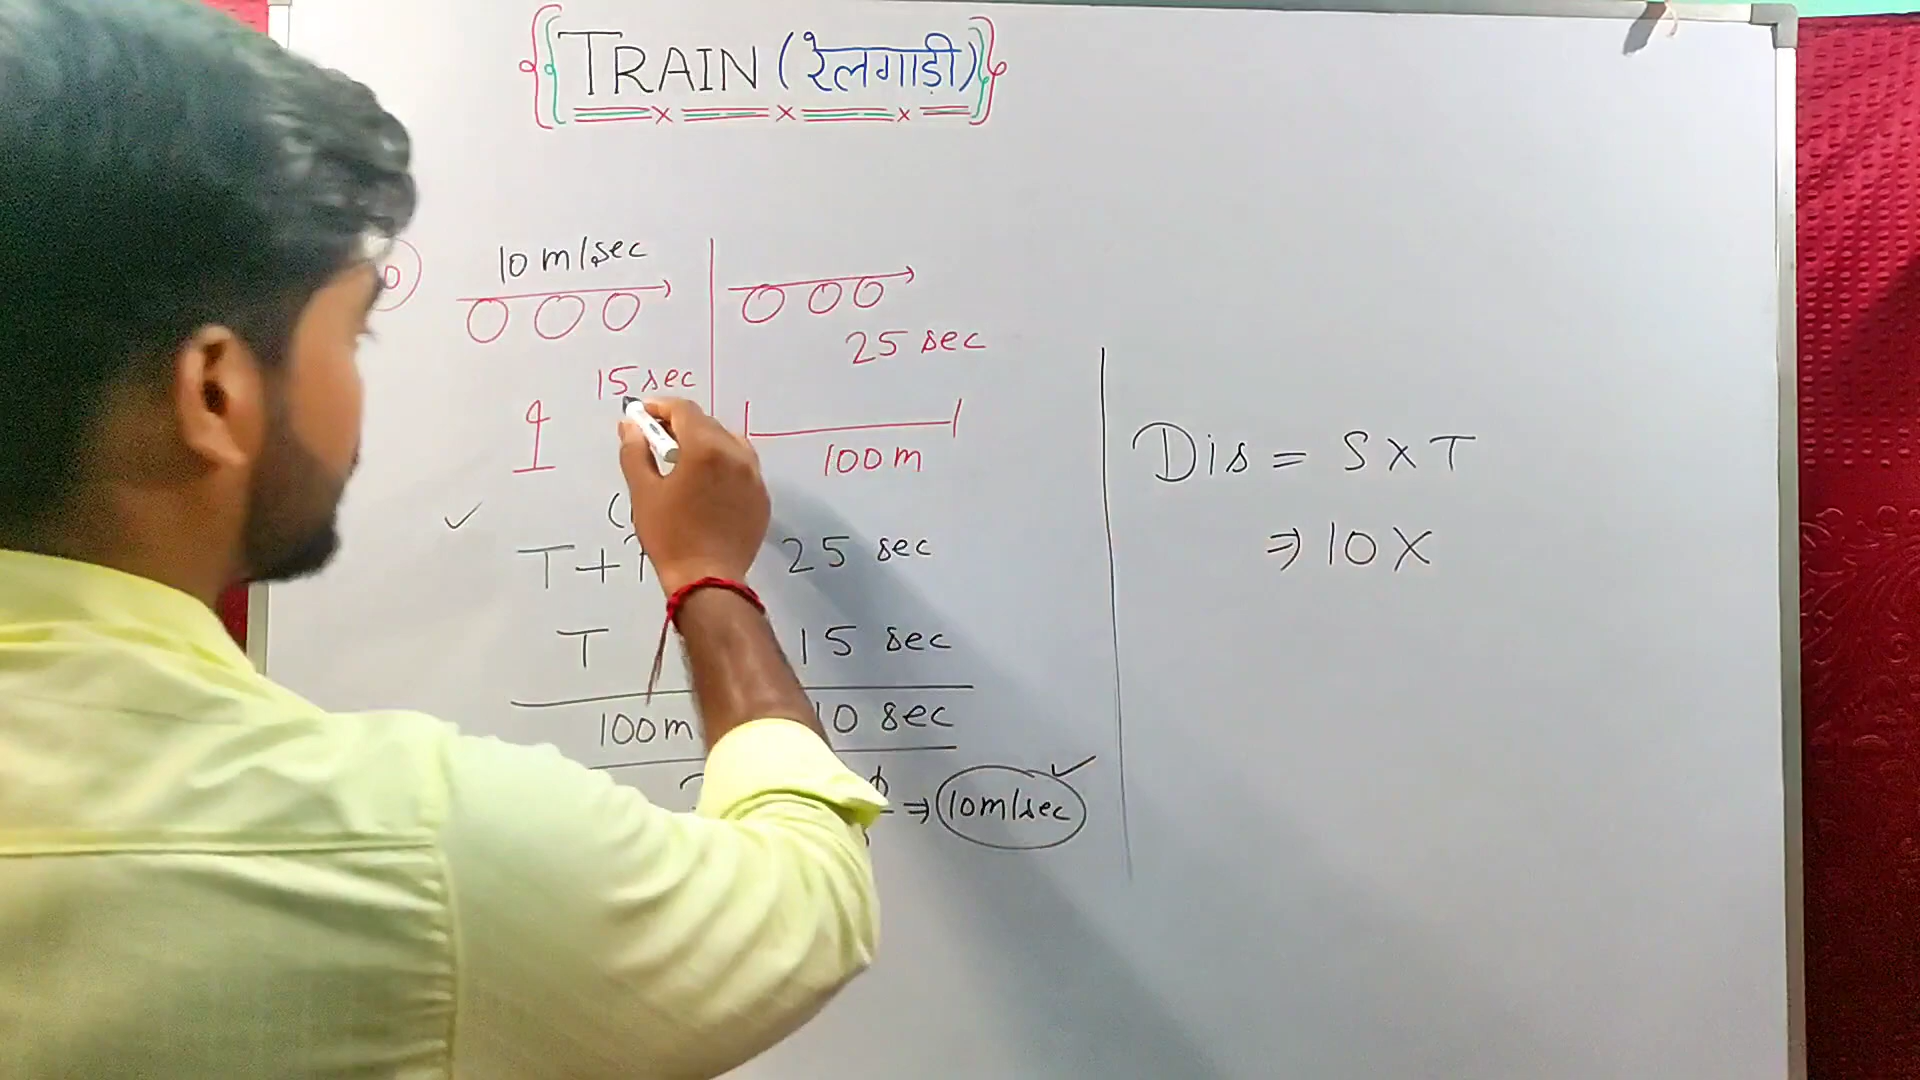 TRAIN (रेलगाड़ी)
10 m/sec
25 sec
15 sec
100 m
T + 25 sec
T 15 sec
100m 10 sec
⇒ 10m/sec
Dis = S × T
⇒ 10 ×